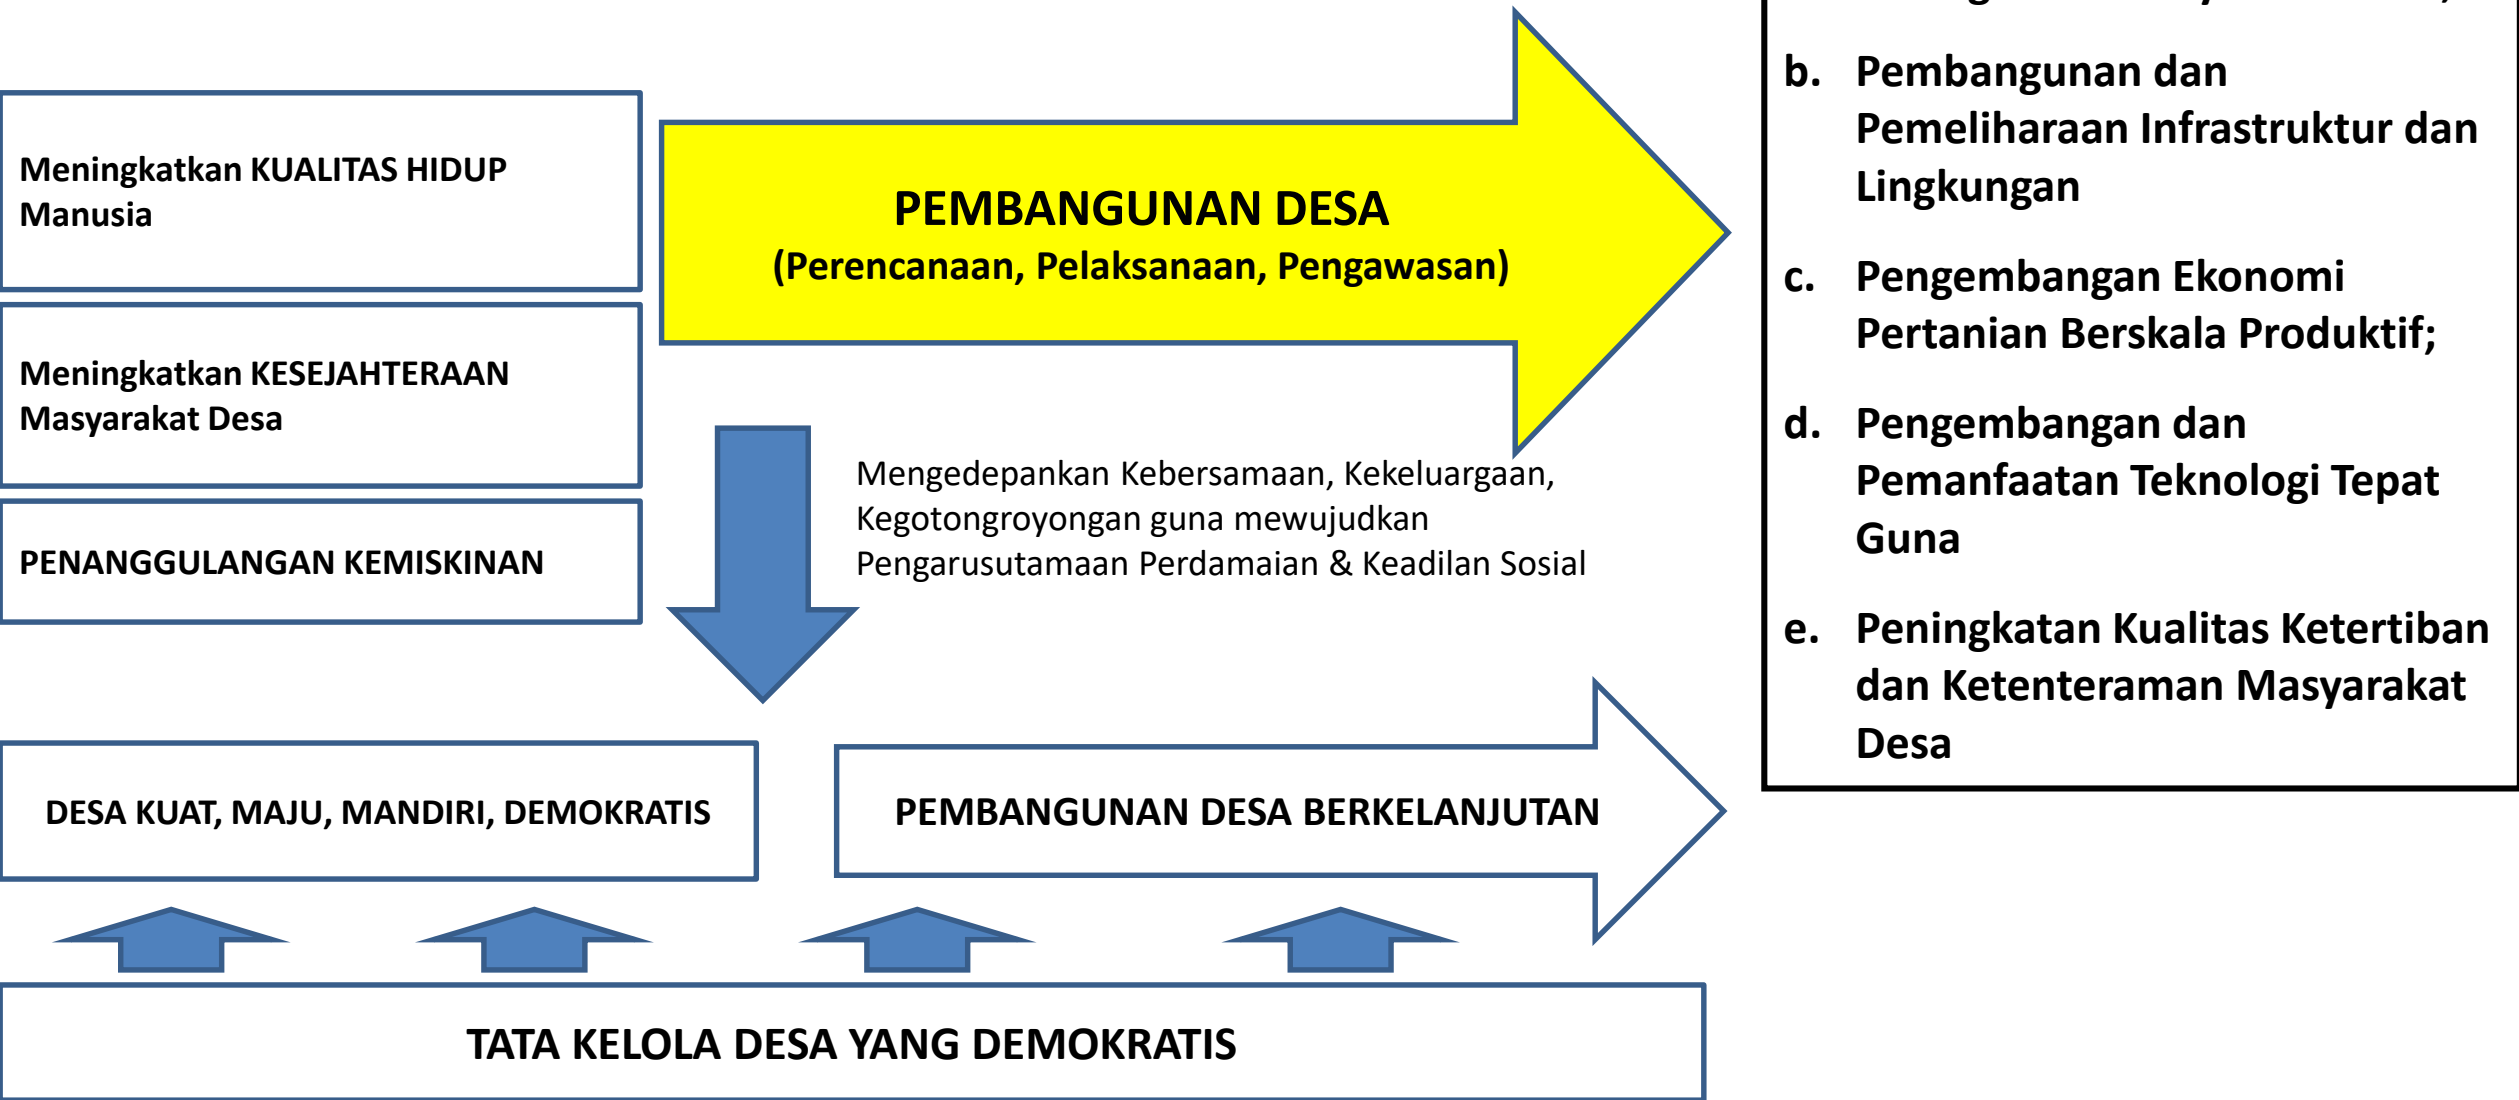 Meningkatkan KUALITAS HIDUP
Manusia
Meningkatkan KESEJAHTERAAN
Masyarakat Desa
PENANGGULANGAN KEMISKINAN
PEMBANGUNAN DESA
(Perencanaan, Pelaksanaan, Pengawasan)
Mengedepankan Kebersamaan, Kekeluargaan,
Kegotongroyongan guna mewujudkan
Pengarusutamaan Perdamaian & Keadilan Sosial
DESA KUAT, MAJU, MANDIRI, DEMOKRATIS
PEMBANGUNAN DESA BERKELANJUTAN
TATA KELOLA DESA YANG DEMOKRATIS
b. Pembangunan dan
Pemeliharaan Infrastruktur dan
Lingkungan
c. Pengembangan Ekonomi
Pertanian Berskala Produktif;
d. Pengembangan dan
Pemanfaatan Teknologi Tepat
Guna
e. Peningkatan Kualitas Ketertiban
dan Ketenteraman Masyarakat
Desa